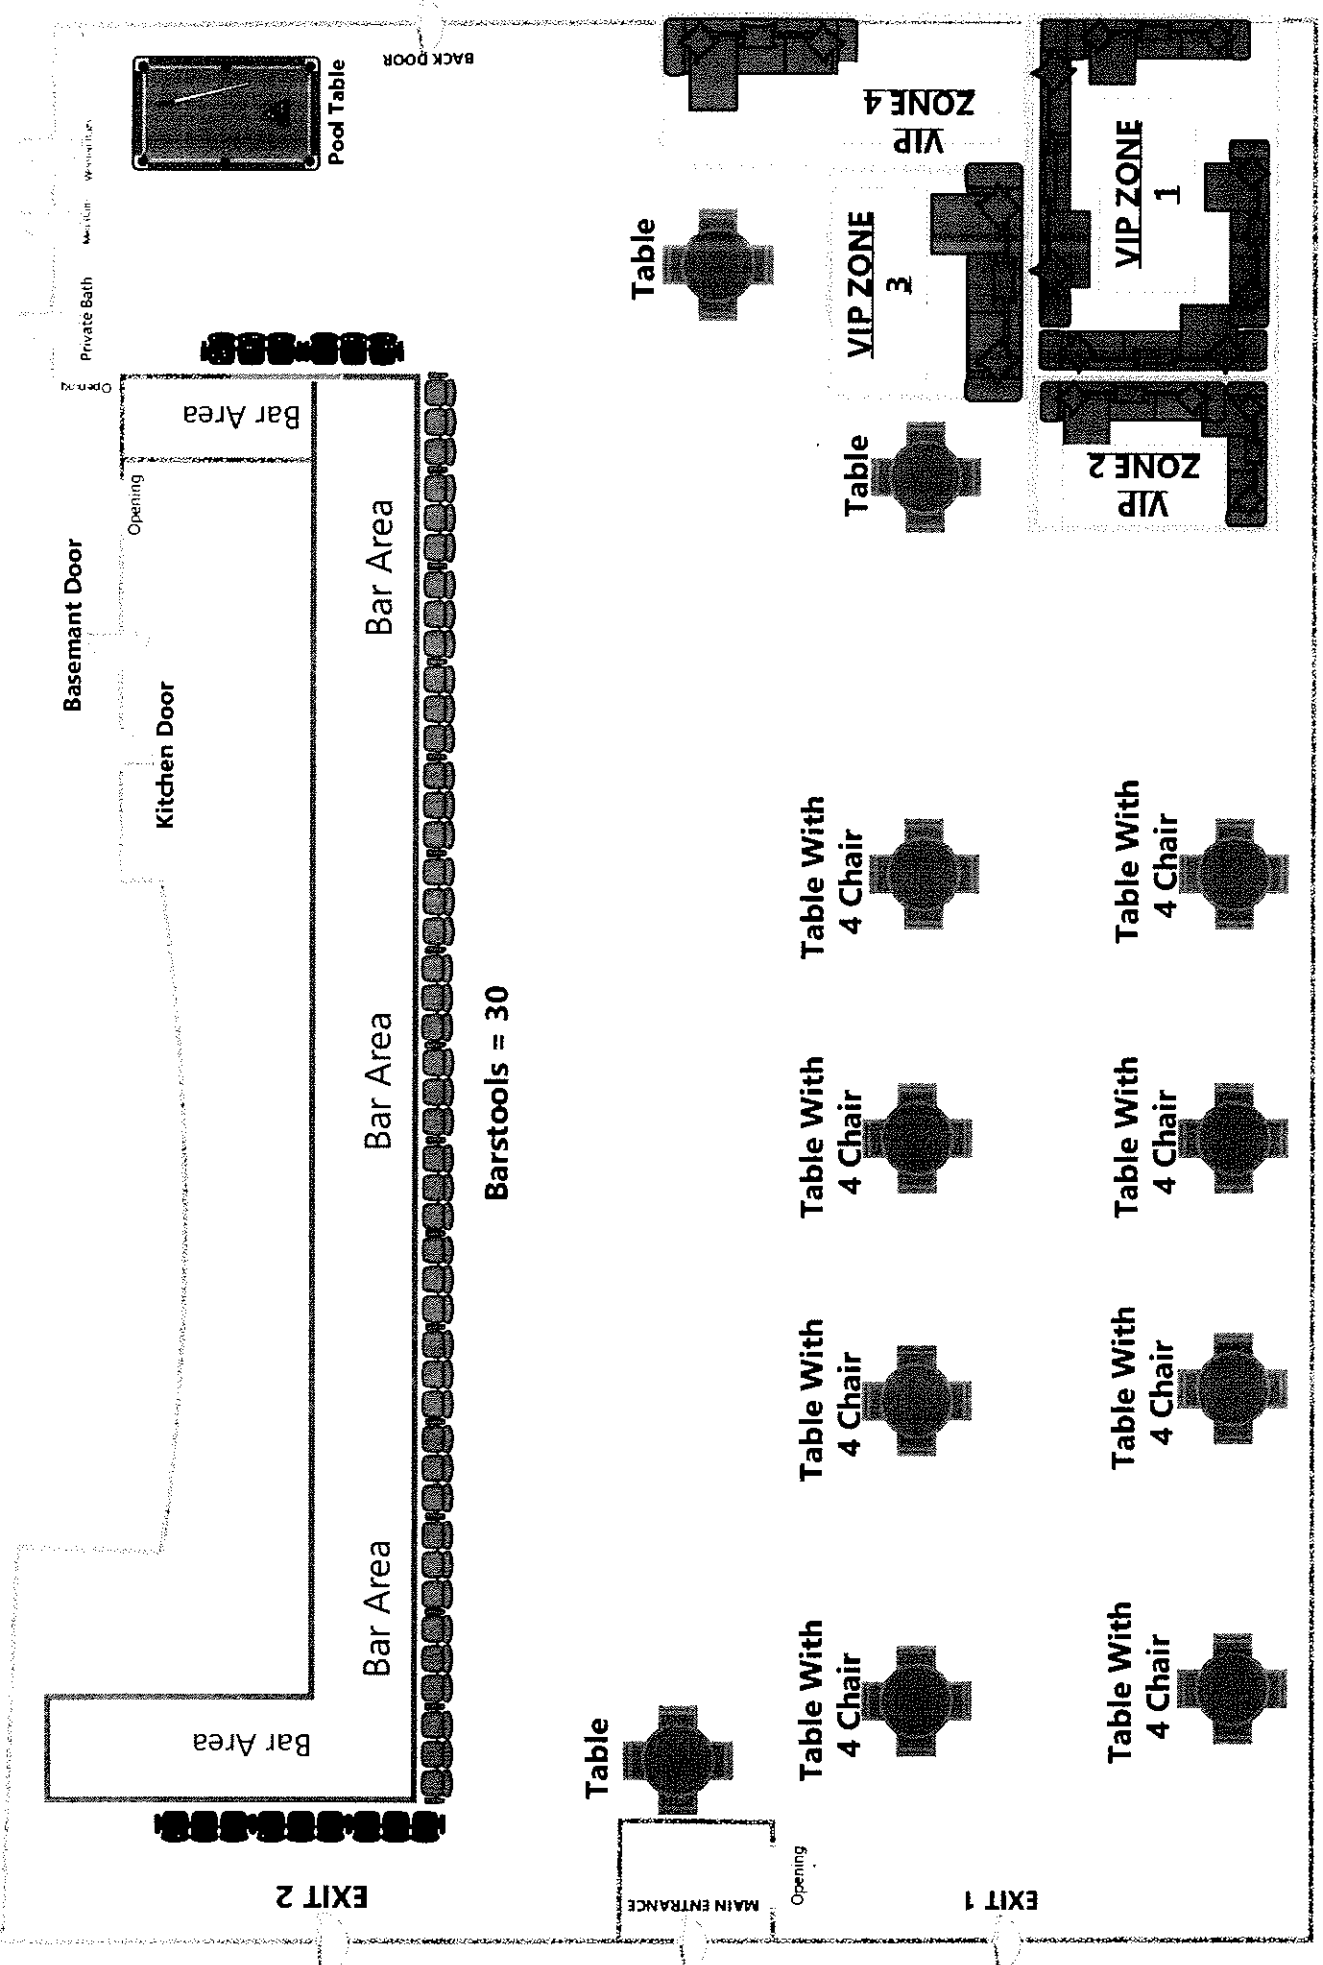 BACK DOOR
Pool Table
Private Bath
Opening
Bar Area
Opening
Basemant Door
Kitchen Door
Bar Area
Bar Area
Bar Area
Bar Area
Barstools = 30
EXIT 2
MAIN ENTRANCE
Opening
EXIT 1
Table
Table
Table
VIP
ZONE 4
VIP ZONE
3
VIP ZONE
1
VIP
ZONE 2
Table With
4 Chair
Table With
4 Chair
Table With
4 Chair
Table With
4 Chair
Table With
4 Chair
Table With
4 Chair
Table With
4 Chair
Table With
4 Chair